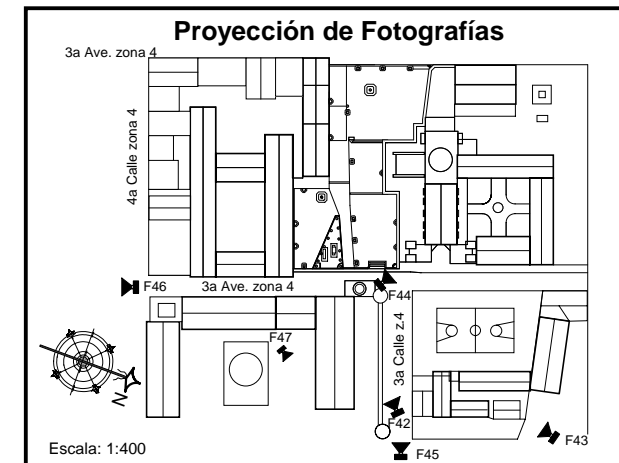 Proyección de Fotografías
3a Ave. zona 4
4a Calle zona 4
F46
3a Ave. zona 4
F44
F47
3a Calle z.4
F42
F43
F45
N
Escala: 1:400